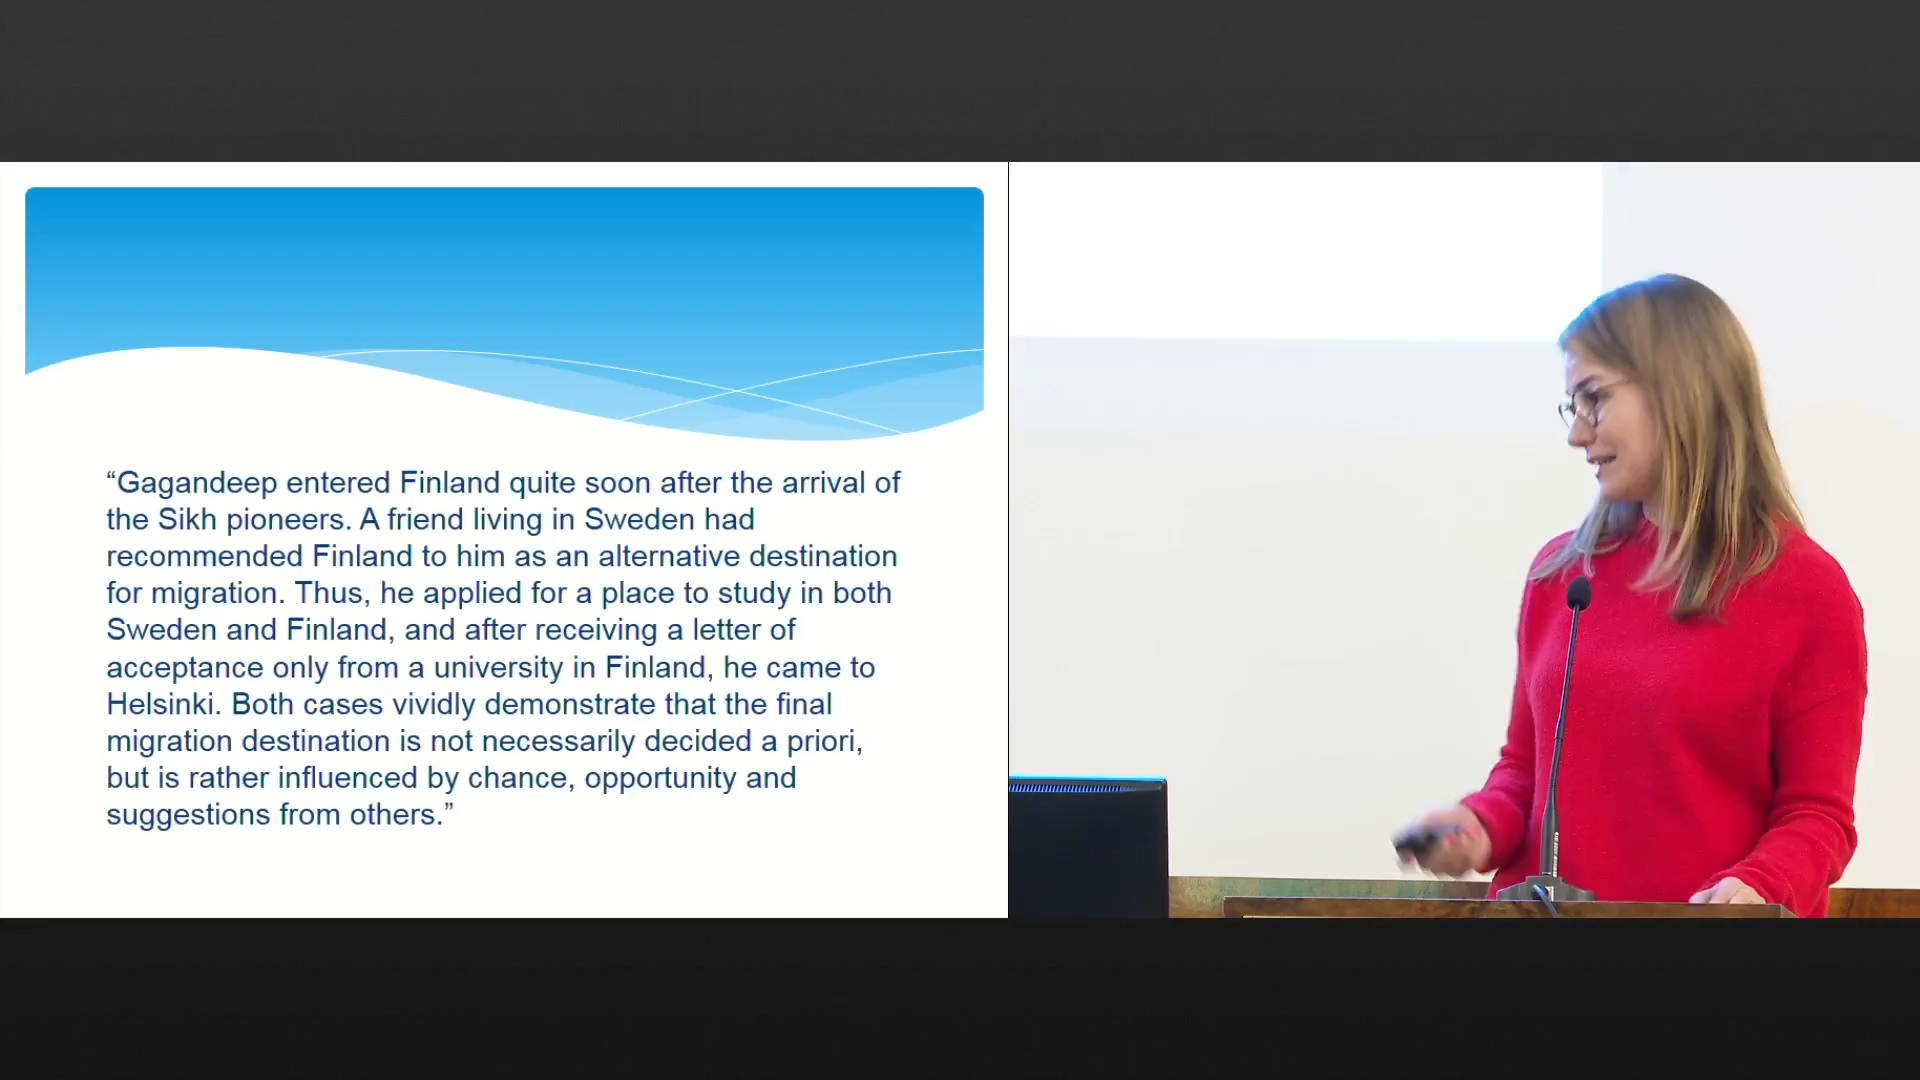 “Gagandeep entered Finland quite soon after the arrival of
the Sikh pioneers. A friend living in Sweden had
recommended Finland to him as an alternative destination
for migration. Thus, he applied for a place to study in both
Sweden and Finland, and after receiving a letter of
acceptance only from a university in Finland, he came to
Helsinki. Both cases vividly demonstrate that the final
migration destination is not necessarily decided a priori,
but is rather influenced by chance, opportunity and
suggestions from others.”